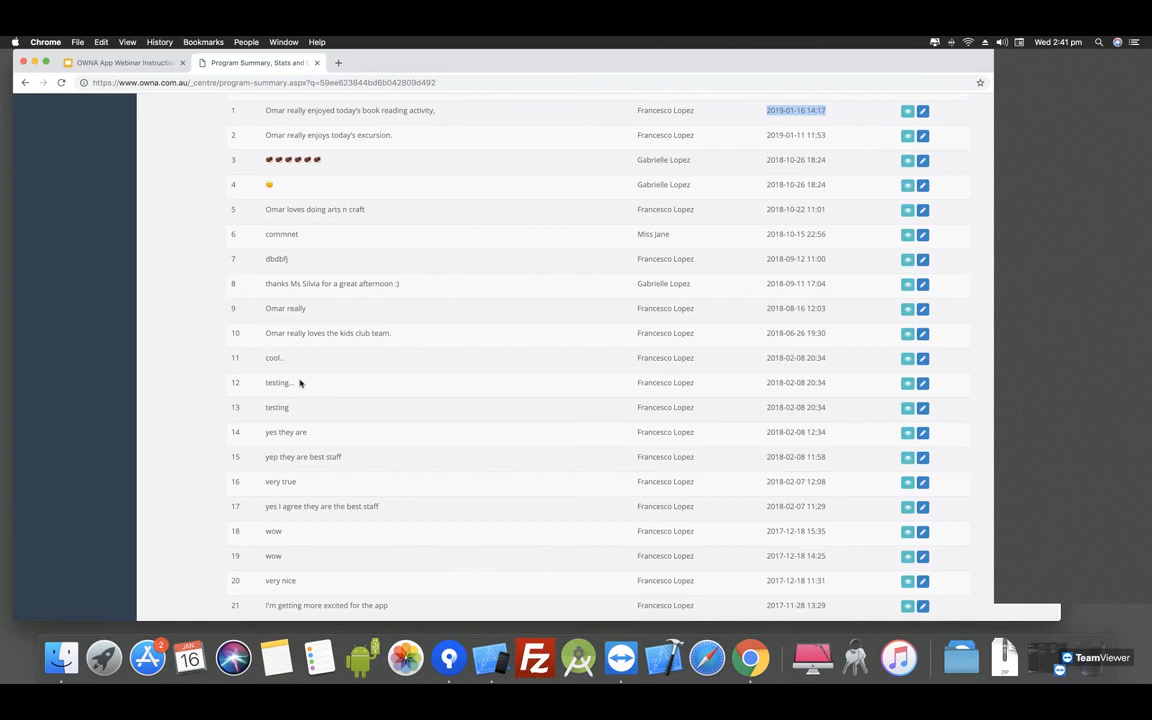 Chrome File Edit View History Bookmarks People Window Help Wed 2:41 pm
OWNA App Webinar Instruction Program Summary, Stats and
https://www.owna.com.au/_centre/program-summary.aspx?q=59ee623844bd6b042809d492
1 Omar really enjoyed today's book reading activity, Francesco Lopez 2019-01-16 14:17
2 Omar really enjoys today's excursion. Francesco Lopez 2019-01-11 11:53
3 Gabrielle Lopez 2018-10-26 18:24
4 Gabrielle Lopez 2018-10-26 18:24
5 Omar loves doing arts n craft Francesco Lopez 2018-10-22 11:01
6 commnet Miss Jane 2018-10-15 22:56
7 dbdbfj Francesco Lopez 2018-09-12 11:00
8 thanks Ms Silvia for a great afternoon :) Gabrielle Lopez 2018-09-11 17:04
9 Omar really Francesco Lopez 2018-08-16 12:03
10 Omar really loves the kids club team. Francesco Lopez 2018-06-26 19:30
11 cool.. Francesco Lopez 2018-02-08 20:34
12 testing... Francesco Lopez 2018-02-08 20:34
13 testing Francesco Lopez 2018-02-08 20:34
14 yes they are Francesco Lopez 2018-02-08 12:34
15 yep they are best staff Francesco Lopez 2018-02-08 11:58
16 very true Francesco Lopez 2018-02-07 12:08
17 yes I agree they are the best staff Francesco Lopez 2018-02-07 11:29
18 wow Francesco Lopez 2017-12-18 15:35
19 wow Francesco Lopez 2017-12-18 14:25
20 very nice Francesco Lopez 2017-12-18 11:31
21 I'm getting more excited for the app Francesco Lopez 2017-11-28 13:29
2
JAN
16
Fz
ZIP
TeamViewer